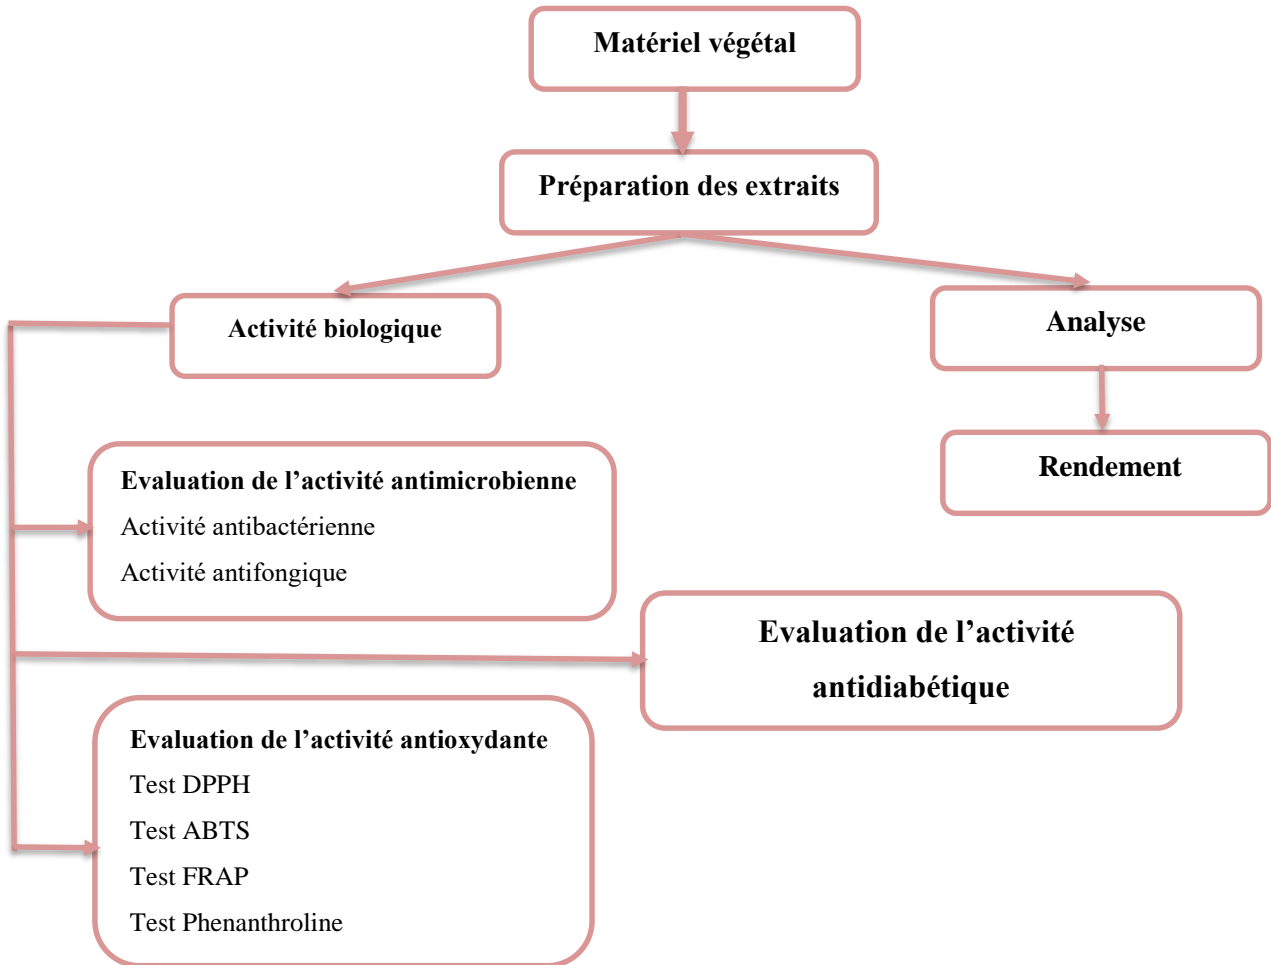 Matériel végétal
Préparation des extraits
Activité biologique
Analyse
Rendement
Evaluation de l’activité antimicrobienne
Activité antibactérienne
Activité antifongique
Evaluation de l’activité
antidiabétique
Evaluation de l’activité antioxydante
Test DPPH
Test ABTS
Test FRAP
Test Phenanthroline